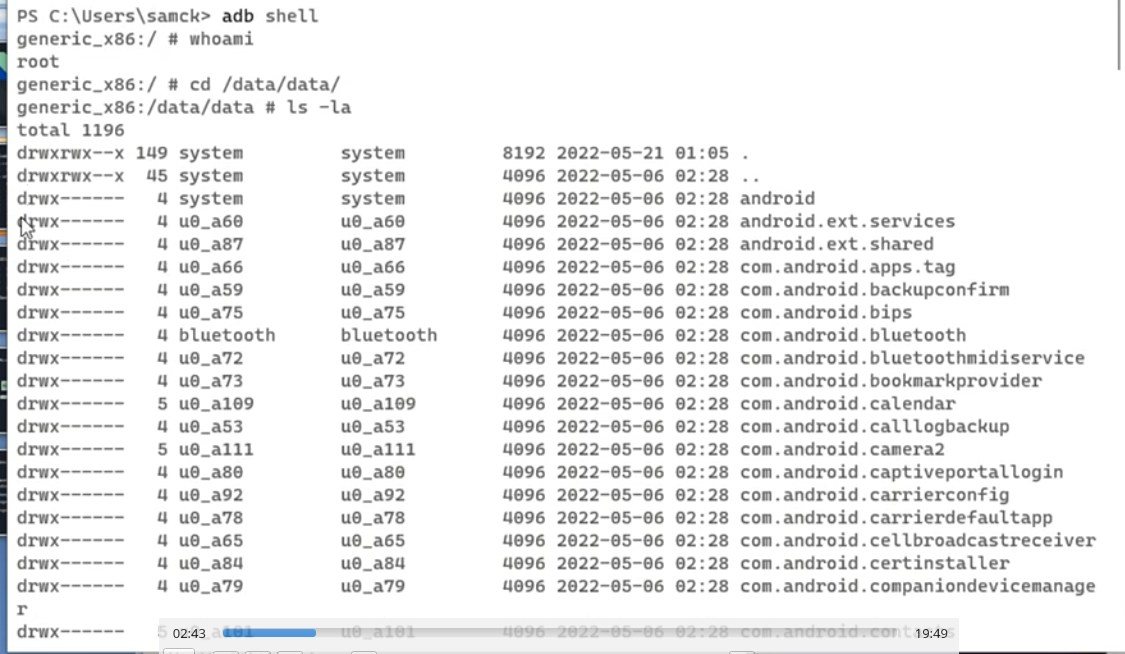 PS C:\Users\samck> adb shell
generic_x86:/ # whoami
root
generic_x86:/ # cd /data/data/
generic_x86:/data/data # ls -la
total 1196
drwxrwx--x 149 system system 8192 2022-05-21 01:05 .
drwxrwx--x 45 system system 4096 2022-05-06 02:28 ..
drwx------ 4 system system 4096 2022-05-06 02:28 android
drwx------ 4 u0_a60 u0_a60 4096 2022-05-06 02:28 android.ext.services
drwx------ 4 u0_a87 u0_a87 4096 2022-05-06 02:28 android.ext.shared
drwx------ 4 u0_a66 u0_a66 4096 2022-05-06 02:28 com.android.apps.tag
drwx------ 4 u0_a59 u0_a59 4096 2022-05-06 02:28 com.android.backupconfirm
drwx------ 4 u0_a75 u0_a75 4096 2022-05-06 02:28 com.android.bips
drwx------ 4 bluetooth bluetooth 4096 2022-05-06 02:28 com.android.bluetooth
drwx------ 4 u0_a72 u0_a72 4096 2022-05-06 02:28 com.android.bluetoothmidiservice
drwx------ 4 u0_a73 u0_a73 4096 2022-05-06 02:28 com.android.bookmarkprovider
drwx------ 5 u0_a109 u0_a109 4096 2022-05-06 02:28 com.android.calendar
drwx------ 4 u0_a53 u0_a53 4096 2022-05-06 02:28 com.android.calllogbackup
drwx------ 5 u0_a111 u0_a111 4096 2022-05-06 02:28 com.android.camera2
drwx------ 4 u0_a80 u0_a80 4096 2022-05-06 02:28 com.android.captiveportallogin
drwx------ 4 u0_a92 u0_a92 4096 2022-05-06 02:28 com.android.carrierconfig
drwx------ 4 u0_a78 u0_a78 4096 2022-05-06 02:28 com.android.carrierdefaultapp
drwx------ 4 u0_a65 u0_a65 4096 2022-05-06 02:28 com.android.cellbroadcastreceiver
drwx------ 4 u0_a84 u0_a84 4096 2022-05-06 02:28 com.android.certinstaller
drwx------ 4 u0_a79 u0_a79 4096 2022-05-06 02:28 com.android.companiondevicemanage
r
drwx------ 5 u0_a101 u0_a101 4096 2022-05-06 02:28 com.android.contacts
02:43 19:49